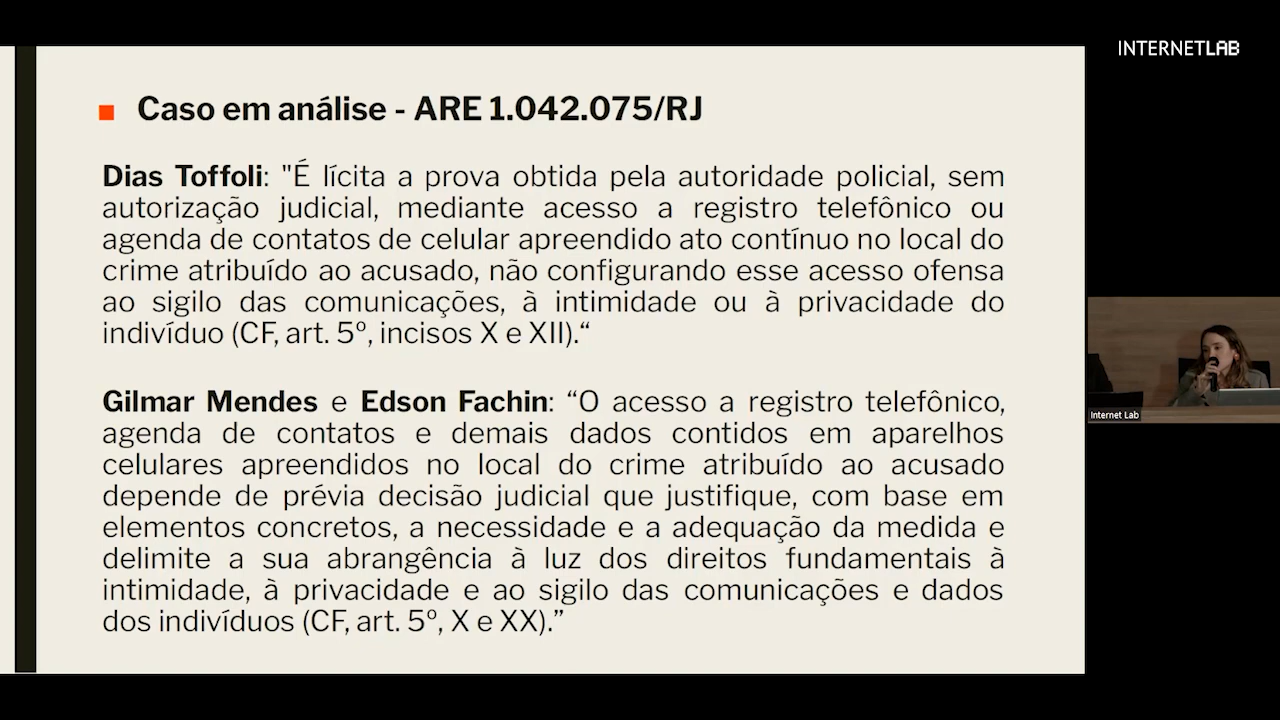 INTERNETLAB
Caso em análise - ARE 1.042.075/RJ
Dias Toffoli: "É lícita a prova obtida pela autoridade policial, sem
autorização judicial, mediante acesso a registro telefônico ou
agenda de contatos de celular apreendido ato contínuo no local do
crime atribuído ao acusado, não configurando esse acesso ofensa
ao sigilo das comunicações, à intimidade ou à privacidade do
indivíduo (CF, art. 5º, incisos X e XII).“
Gilmar Mendes e Edson Fachin: “O acesso a registro telefônico,
agenda de contatos e demais dados contidos em aparelhos
celulares apreendidos no local do crime atribuído ao acusado
depende de prévia decisão judicial que justifique, com base em
elementos concretos, a necessidade e a adequação da medida e
delimite a sua abrangência à luz dos direitos fundamentais à
intimidade, à privacidade e ao sigilo das comunicações e dados
dos indivíduos (CF, art. 5º, X e XX).”
Internet Lab